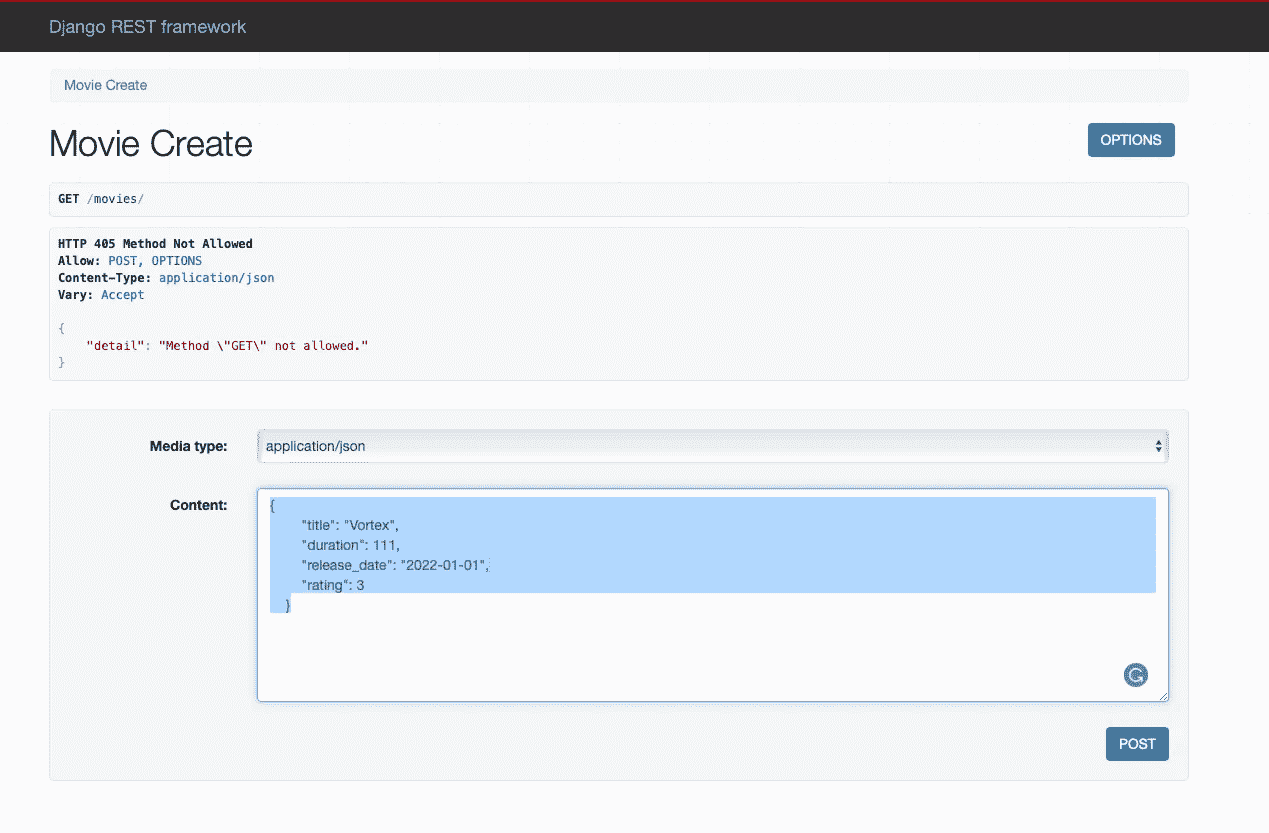 Django REST framework
Movie Create
Movie Create
OPTIONS
GET /movies/
HTTP 405 Method Not Allowed
Allow: POST, OPTIONS
Content-Type: application/json
Vary: Accept
{
"detail": "Method \"GET\" not allowed."
}
Media type:
application/json
Content:
{
"title": "Vortex",
"duration": 111,
"release_date": "2022-01-01",
"rating": 3
}
POST